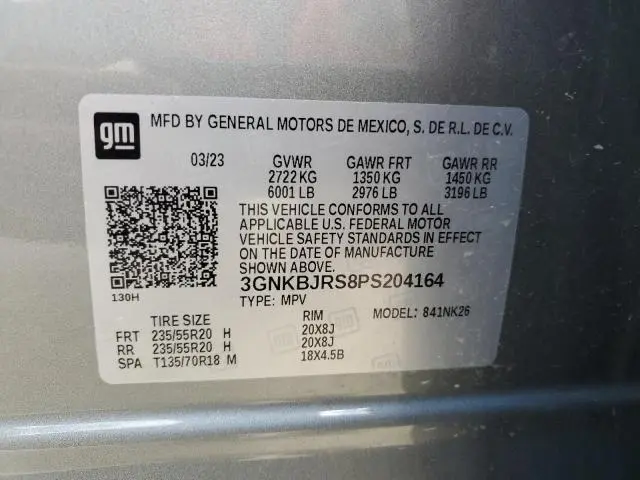 gm
MFD BY GENERAL MOTORS DE MEXICO, S. DE R.L. DE C.V.
03/23 GVWR GAWR FRT GAWR RR
2722 KG 1350 KG 1450 KG
6001 LB 2976 LB 3196 LB
THIS VEHICLE CONFORMS TO ALL
APPLICABLE U.S. FEDERAL MOTOR
VEHICLE SAFETY STANDARDS IN EFFECT
ON THE DATE OF MANUFACTURE
SHOWN ABOVE.
3GNKBJRS8PS204164
130H
TYPE: MPV MODEL: 841NK26
TIRE SIZE RIM
FRT 235/55R20 H 20X8J
RR 235/55R20 H 20X8J
SPA T135/70R18 M 18X4.5B